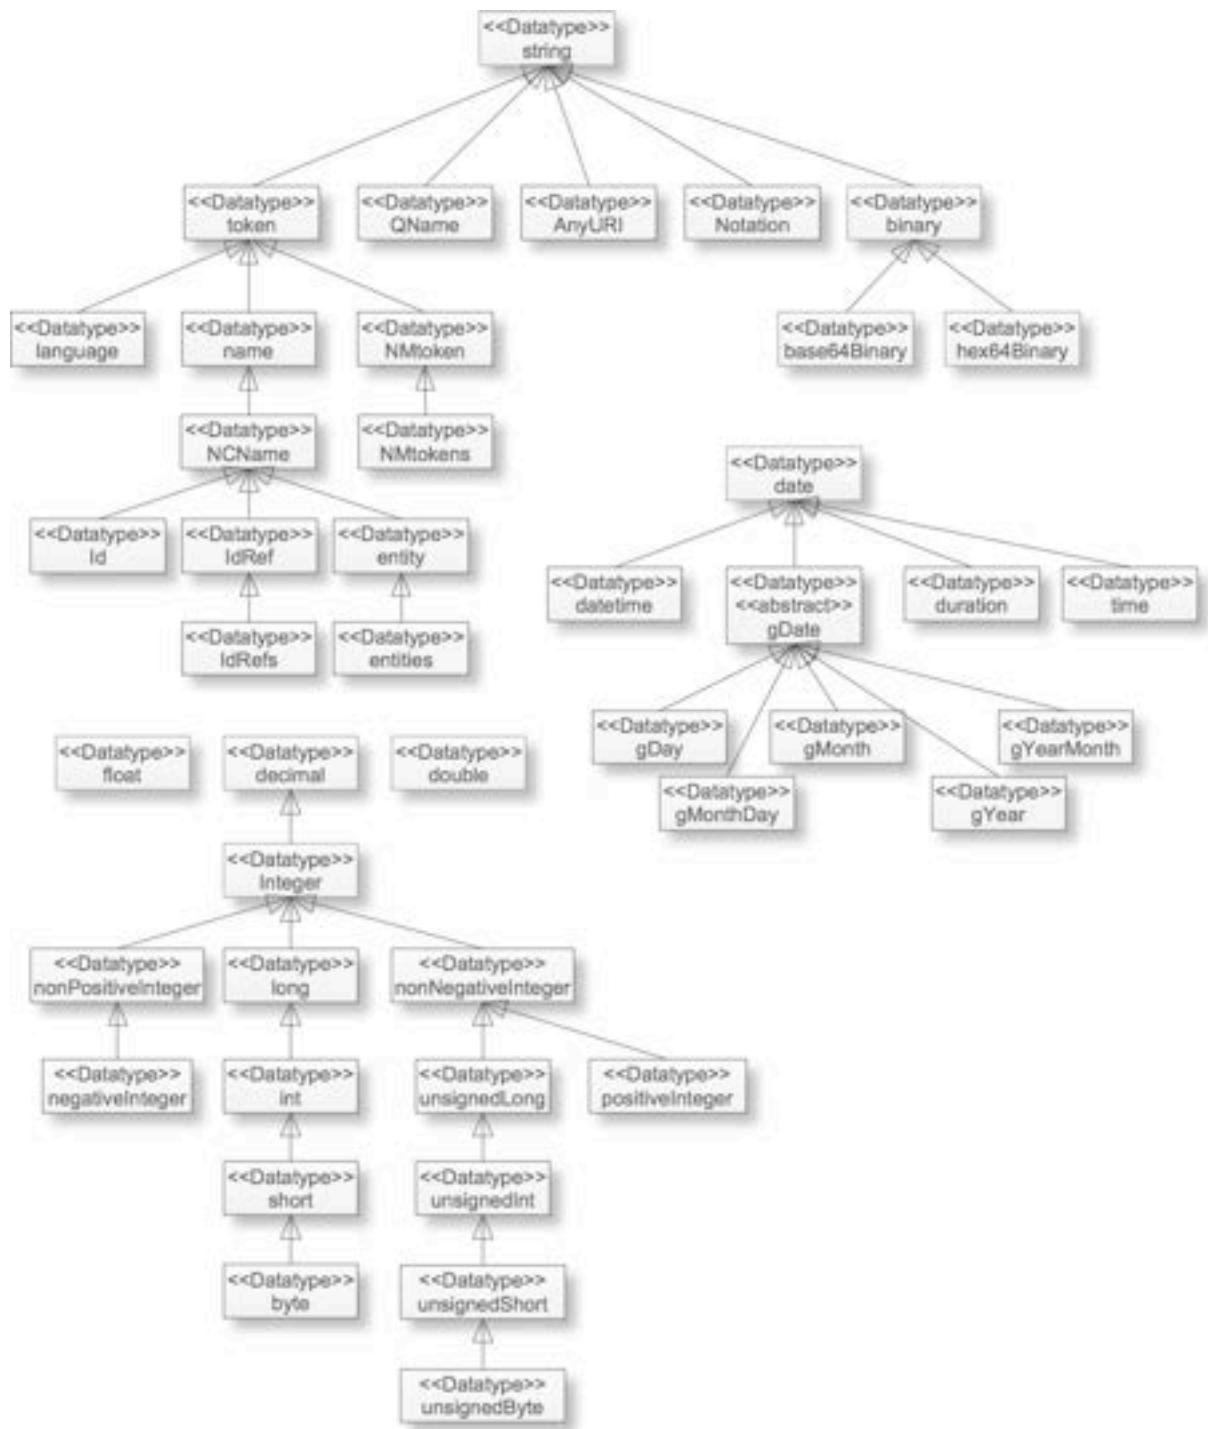 <<Datatype>>
string
<<Datatype>>
token
<<Datatype>>
QName
<<Datatype>>
AnyURI
<<Datatype>>
Notation
<<Datatype>>
binary
<<Datatype>>
language
<<Datatype>>
name
<<Datatype>>
NMtoken
<<Datatype>>
base64Binary
<<Datatype>>
hex64Binary
<<Datatype>>
NCName
<<Datatype>>
NMtokens
<<Datatype>>
date
<<Datatype>>
Id
<<Datatype>>
IdRef
<<Datatype>>
entity
<<Datatype>>
datetime
<<Datatype>>
<<abstract>>
gDate
<<Datatype>>
duration
<<Datatype>>
time
<<Datatype>>
IdRefs
<<Datatype>>
entities
<<Datatype>>
gDay
<<Datatype>>
gMonth
<<Datatype>>
gYearMonth
<<Datatype>>
float
<<Datatype>>
decimal
<<Datatype>>
double
<<Datatype>>
gMonthDay
<<Datatype>>
gYear
<<Datatype>>
Integer
<<Datatype>>
nonPositiveInteger
<<Datatype>>
long
<<Datatype>>
nonNegativeInteger
<<Datatype>>
negativeInteger
<<Datatype>>
int
<<Datatype>>
unsignedLong
<<Datatype>>
positiveInteger
<<Datatype>>
short
<<Datatype>>
unsignedInt
<<Datatype>>
byte
<<Datatype>>
unsignedShort
<<Datatype>>
unsignedByte